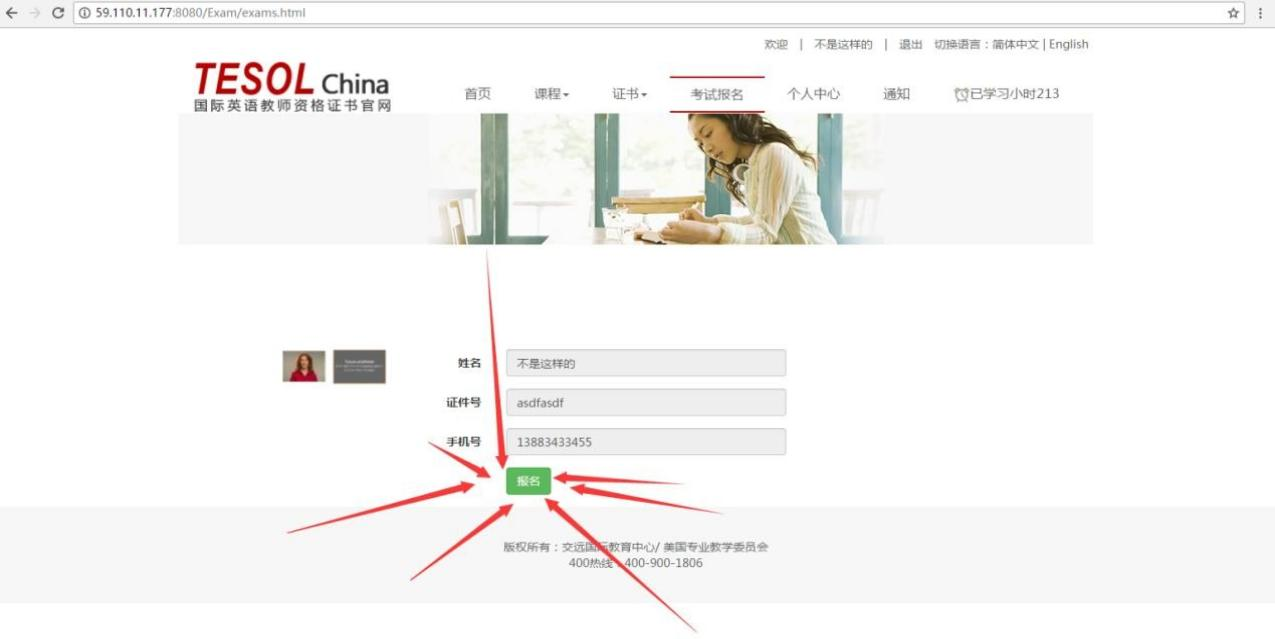 59.110.11.177:8080/Exam/exams.html
欢迎 | 不是这样的 | 退出 切换语言：简体中文 | English
TESOL China
国际英语教师资格证书官网
首页 课程 证书 考试报名 个人中心 通知 已学习小时213
姓名 不是这样的
证件号 asdfasdf
手机号 13883433455
报名
版权所有：交远国际教育中心/ 美国专业教学委员会
400热线：400-900-1806